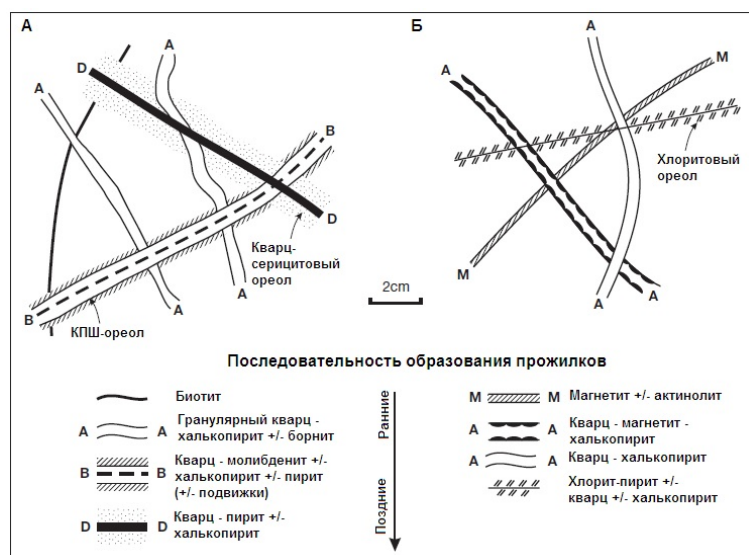 А
Б
A
A
D
B
D
B
A
A
Кварц-
серицитовый
ореол
КПШ-ореол
2cm
A
A
M
Хлоритовый
ореол
M
A
A
Последовательность образования прожилков
Биотит
A A Гранулярный кварц -
халькопирит +/- борнит
B B Кварц - молибденит +/-
халькопирит +/- пирит
(+/- подвижки)
D D Кварц - пирит +/-
халькопирит
Ранние
Поздние
M M Магнетит +/- актинолит
A A Кварц - магнетит -
халькопирит
A A Кварц - халькопирит
Хлорит-пирит +/-
кварц +/- халькопирит